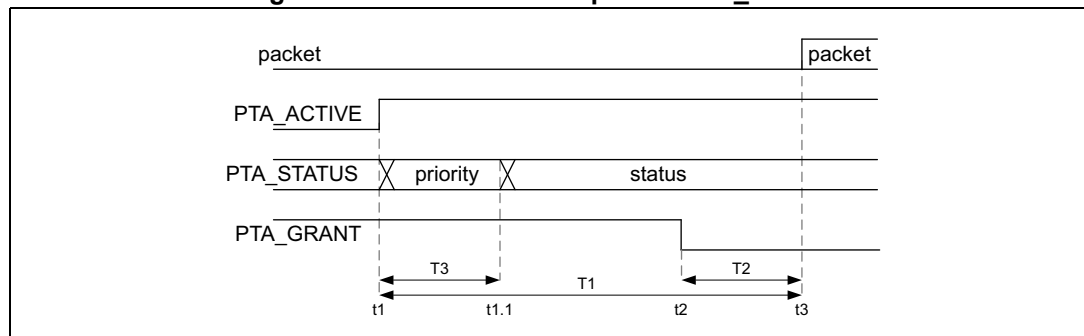 packet packet
PTA_ACTIVE
PTA_STATUS priority status
PTA_GRANT
T3 T1 T2
t1 t1.1 t2 t3